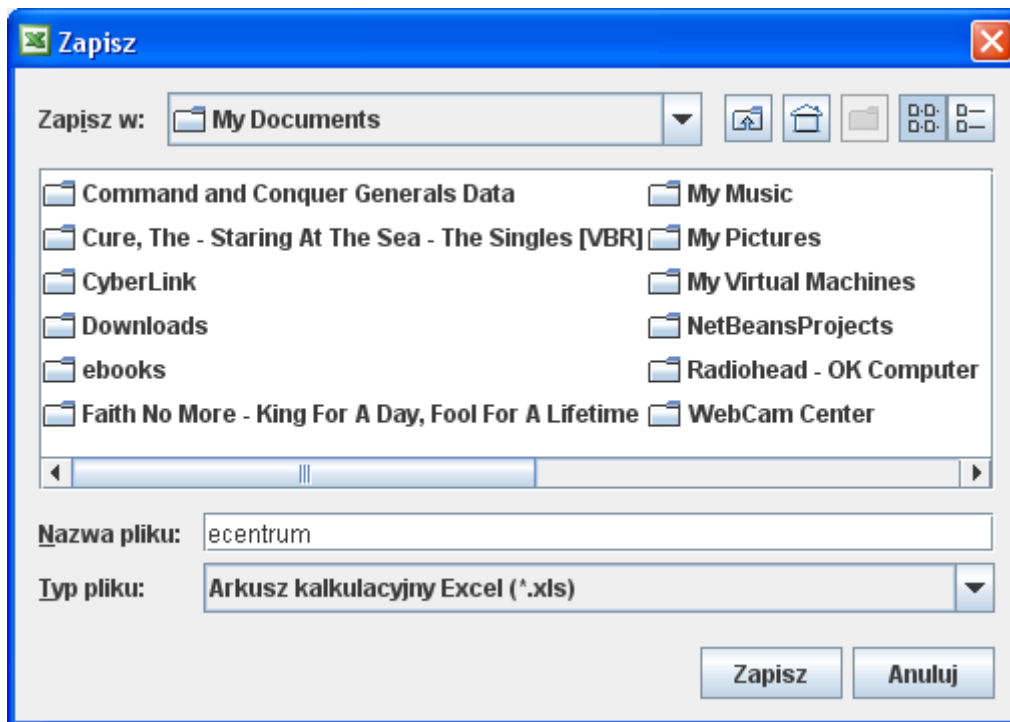 Zapisz
Zapisz w: My Documents
Command and Conquer Generals Data
Cure, The - Staring At The Sea - The Singles [VBR]
CyberLink
Downloads
ebooks
Faith No More - King For A Day, Fool For A Lifetime
My Music
My Pictures
My Virtual Machines
NetBeansProjects
Radiohead - OK Computer
WebCam Center
Nazwa pliku: ecentrum
Typ pliku: Arkusz kalkulacyjny Excel (*.xls)
Zapisz Anuluj